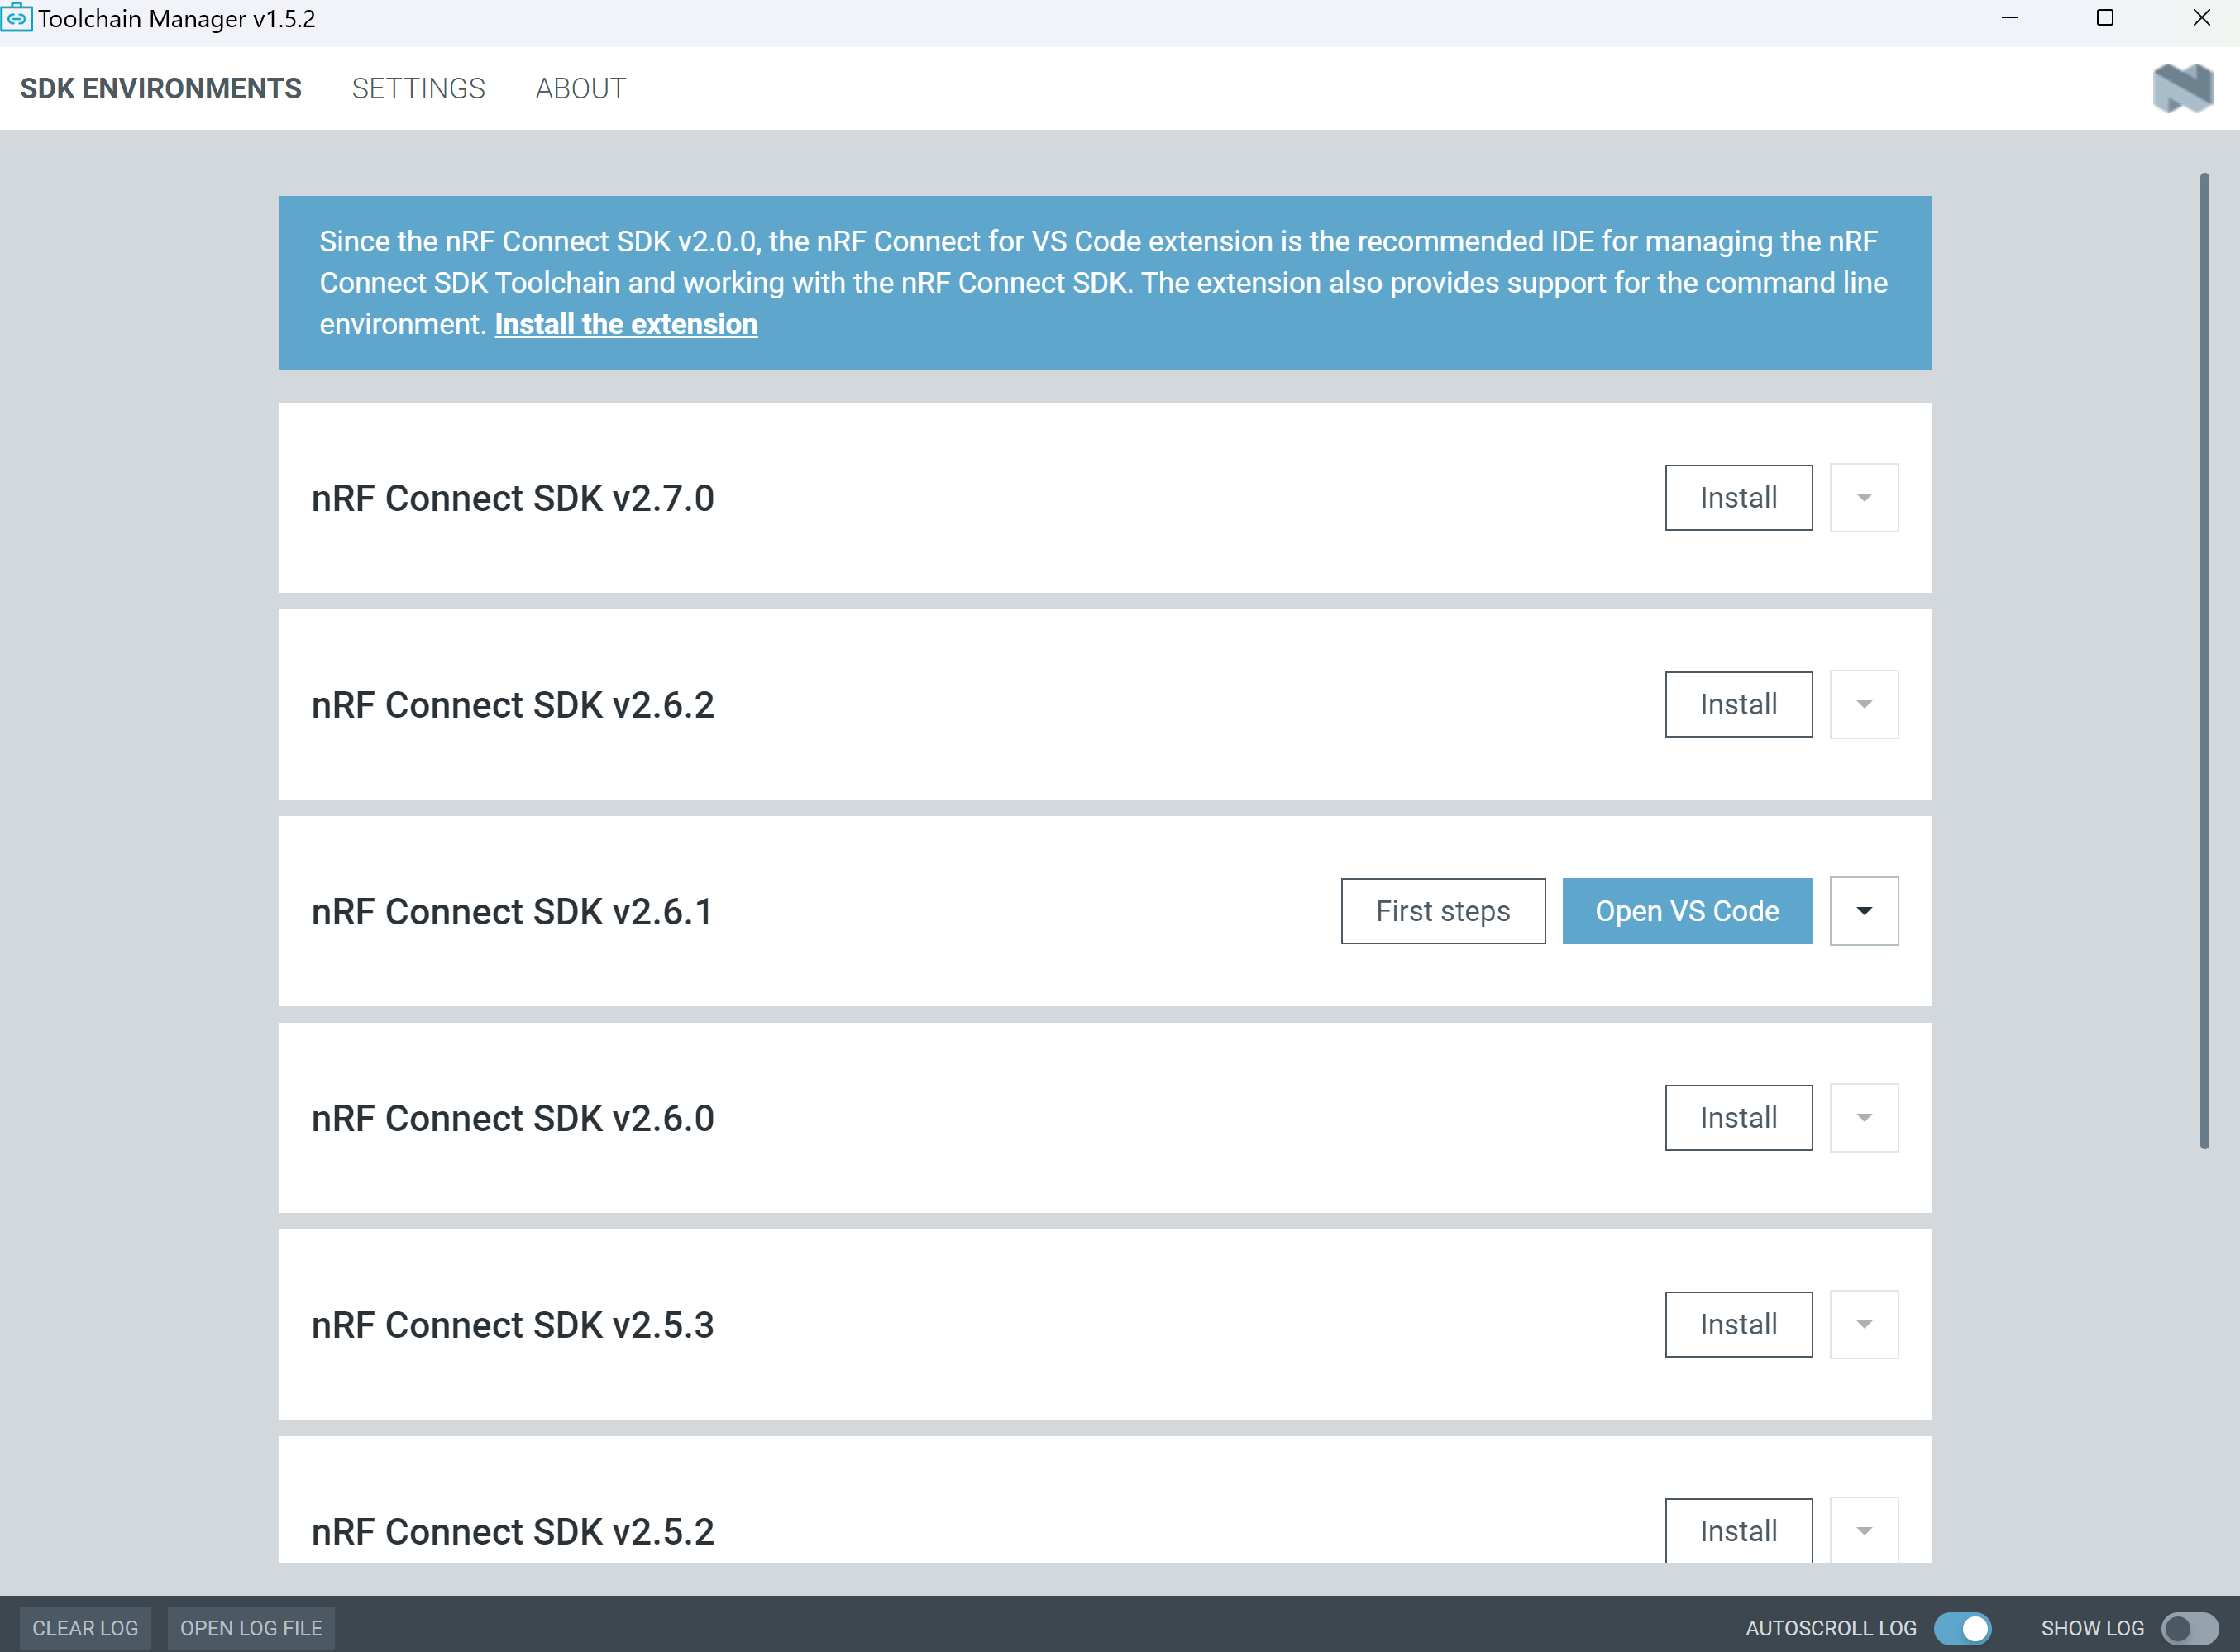 Toolchain Manager v1.5.2
SDK ENVIRONMENTS SETTINGS ABOUT
Since the nRF Connect SDK v2.0.0, the nRF Connect for VS Code extension is the recommended IDE for managing the nRF
Connect SDK Toolchain and working with the nRF Connect SDK. The extension also provides support for the command line
environment. Install the extension
nRF Connect SDK v2.7.0 Install
nRF Connect SDK v2.6.2 Install
nRF Connect SDK v2.6.1 First steps Open VS Code
nRF Connect SDK v2.6.0 Install
nRF Connect SDK v2.5.3 Install
nRF Connect SDK v2.5.2 Install
CLEAR LOG OPEN LOG FILE AUTOSCROLL LOG SHOW LOG